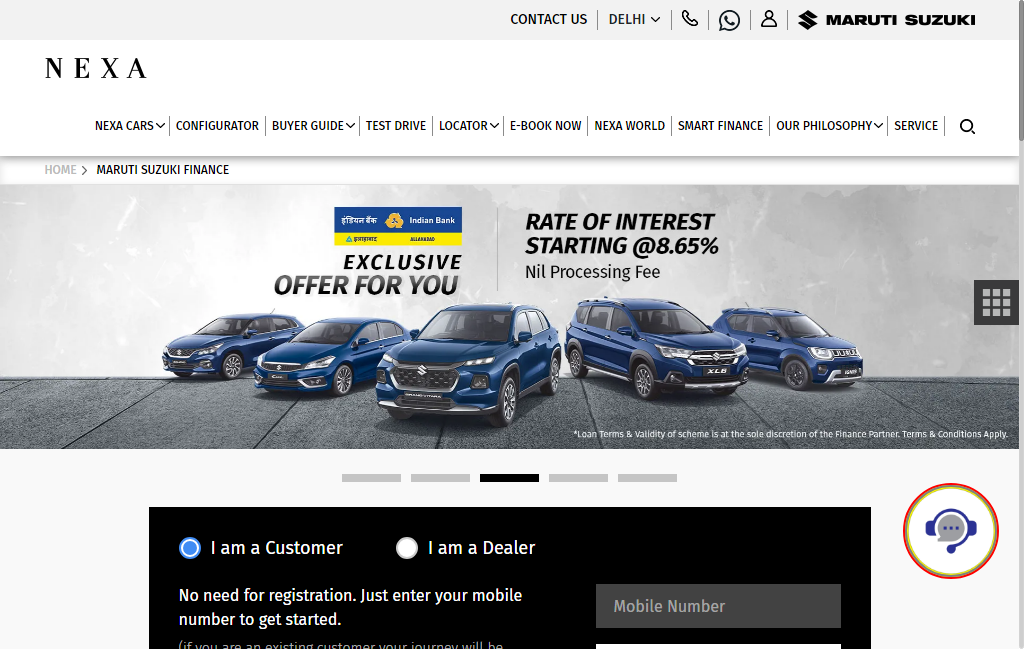 CONTACT US
DELHI
MARUTI SUZUKI
NEXA
NEXA CARS
CONFIGURATOR
BUYER GUIDE
TEST DRIVE
LOCATOR
E-BOOK NOW
NEXA WORLD
SMART FINANCE
OUR PHILOSOPHY
SERVICE
HOME
MARUTI SUZUKI FINANCE
इंडियन बैंक Indian Bank
इलाहाबाद ALLAHABAD
EXCLUSIVE
OFFER FOR YOU
RATE OF INTEREST
STARTING @8.65%
Nil Processing Fee
GRAND VITARA
XL6
IGNIS
*Loan Terms & Validity of scheme is at the sole discretion of the Finance Partner. Terms & Conditions Apply.
I am a Customer
I am a Dealer
No need for registration. Just enter your mobile
number to get started.
(if you are an existing customer your journey will be
Mobile Number